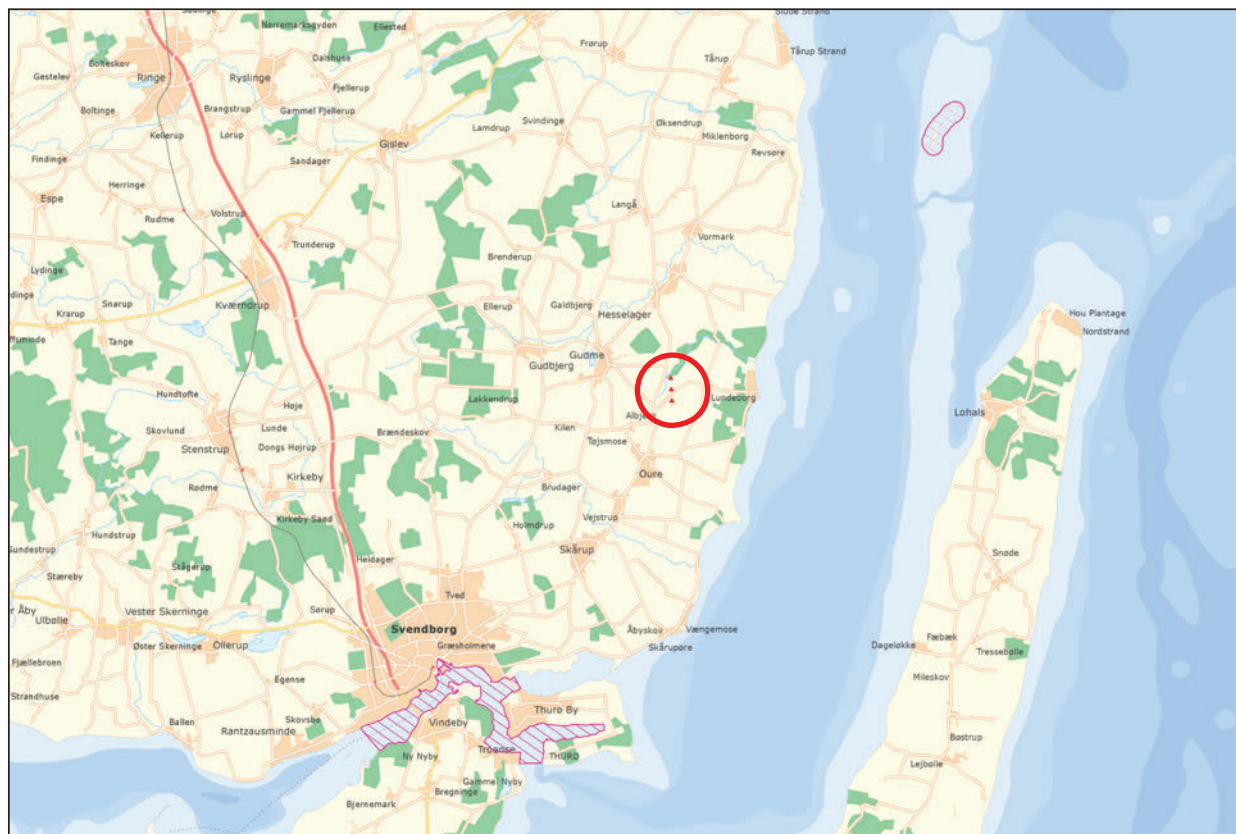 Tårup Strand
Nørremarksgyden
Ellested
Frørup
Bolteskov
Dalshuse
Gestelev
Ringe
Ryslinge
Tårup
Fjellerup
Boltinge
Brangstrup
Gammel Fjellerup
Svindinge
Øksendrup
Kellerup
Lørup
Lamdrup
Miklenborg
Gislev
Findinge
Sandager
Revsøre
Herringe
Espe
Langå
Rudme
Volstrup
Vormark
Trunderup
Brenderup
Lydinge
Snarup
Kværndrup
Ellerup
Galdbjerg
Krarup
Hesselager
Hou Plantage
Nordstrand
Tange
Gudme
Gudbjerg
Hundtofte
Lakkendrup
Lundeborg
Høje
Lohals
Albjerg
Skovlund
Lunde
Kilen
Brændeskov
Tøjsmose
Dongs Højrup
Stenstrup
Oure
Kirkeby
Rødme
Brudager
Kirkeby Sand
Vejstrup
Holmdrup
Hundstrup
Gundestrup
Skårup
Snøde
Heldager
Stågerup
Stæreby
Tved
Sørup
Vester Skerninge
Ulbølle
Svendborg
Åbyskov
Vængemose
Øster Skerninge
Ollerup
Græsholmene
Skårupøre
Dageløkke
Fæbæk
Tressebølle
Fjællebroen
Egense
Mileskov
Strandhuse
Skovsbo
Thurø By
Ballen
Rantzausminde
Vindeby
Bøstrup
Troense
Ny Nyby
THURØ
Lejbølle
Gammel Nyby
Bregninge
Bjernemark